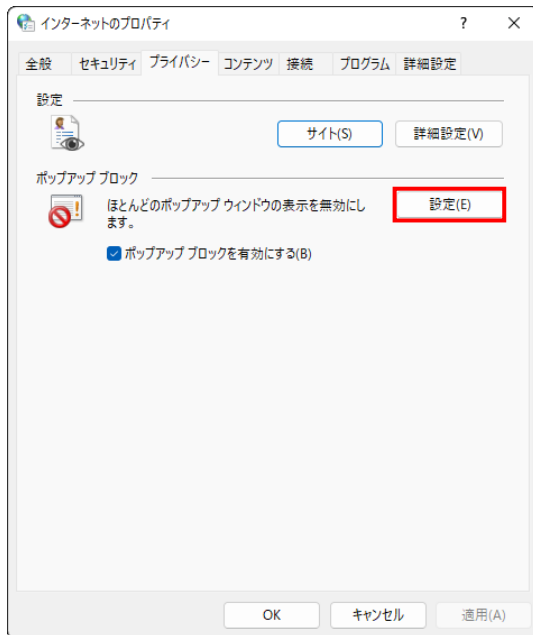 インターネットのプロパティ ? ×
全般 セキュリティ プライバシー コンテンツ 接続 プログラム 詳細設定
設定
サイト(S) 詳細設定(V)
ポップアップ ブロック
ほとんどのポップアップ ウィンドウの表示を無効にし
ます。
設定(E)
ポップアップ ブロックを有効にする(B)
OK キャンセル 適用(A)